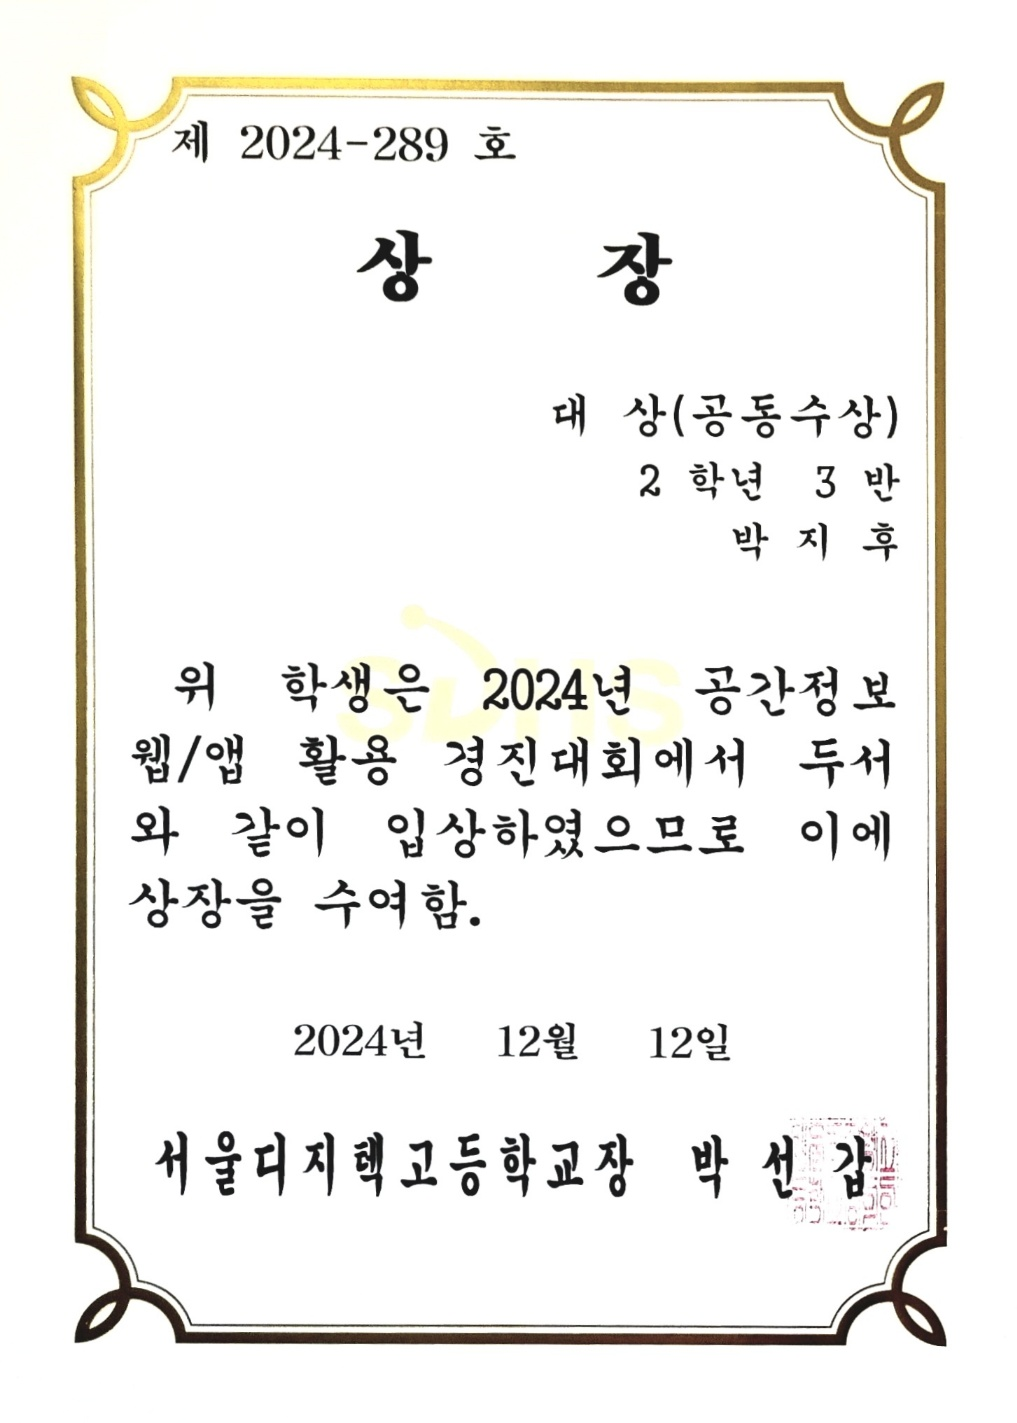 제 2024-289 호
상 장
대 상(공동수상)
2 학년 3 반
박 지 후
SDHS
위 학생은 2024년 공간정보
웹/앱 활용 경진대회에서 두서
와 같이 입상하였으므로 이에
상장을 수여함.
2024년 12월 12일
서울디지텍고등학교장 박 선 갑